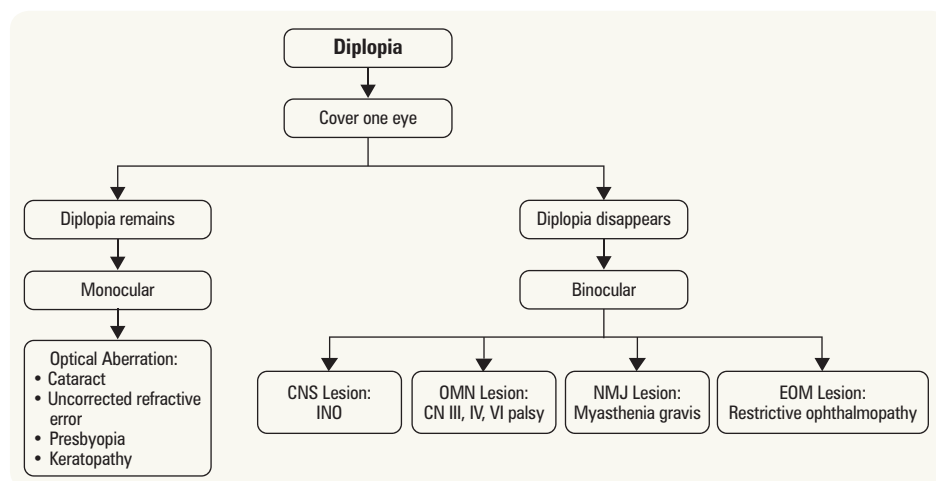 Diplopia
Cover one eye
Diplopia remains
Diplopia disappears
Monocular
Binocular
Optical Aberration:
• Cataract
• Uncorrected refractive
error
• Presbyopia
• Keratopathy
CNS Lesion:
INO
OMN Lesion:
CN III, IV, VI palsy
NMJ Lesion:
Myasthenia gravis
EOM Lesion:
Restrictive ophthalmopathy